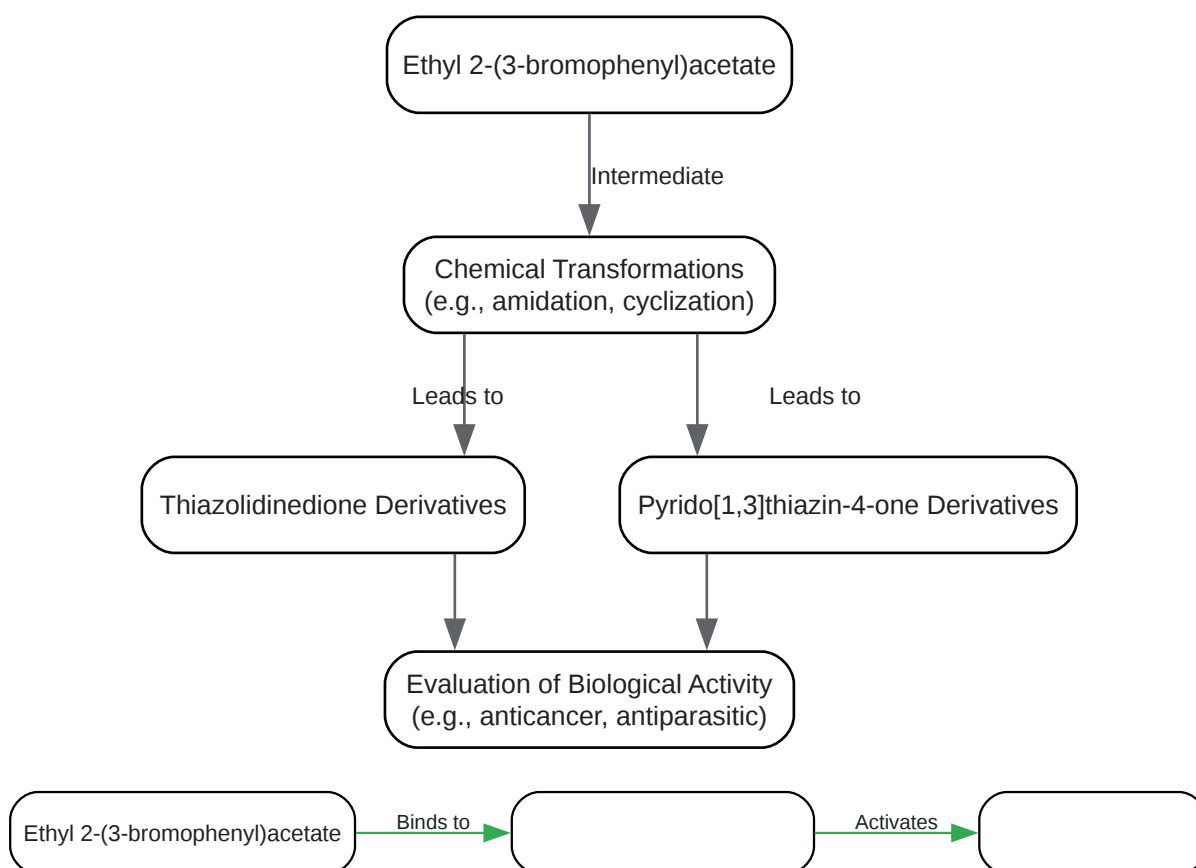 Ethyl 2-(3-bromophenyl)acetate
Intermediate
Chemical Transformations
(e.g., amidation, cyclization)
Leads to
Leads to
Thiazolidinedione Derivatives
Pyrido[1,3]thiazin-4-one Derivatives
Evaluation of Biological Activity
(e.g., anticancer, antiparasitic)
Ethyl 2-(3-bromophenyl)acetate
Binds to
Activates